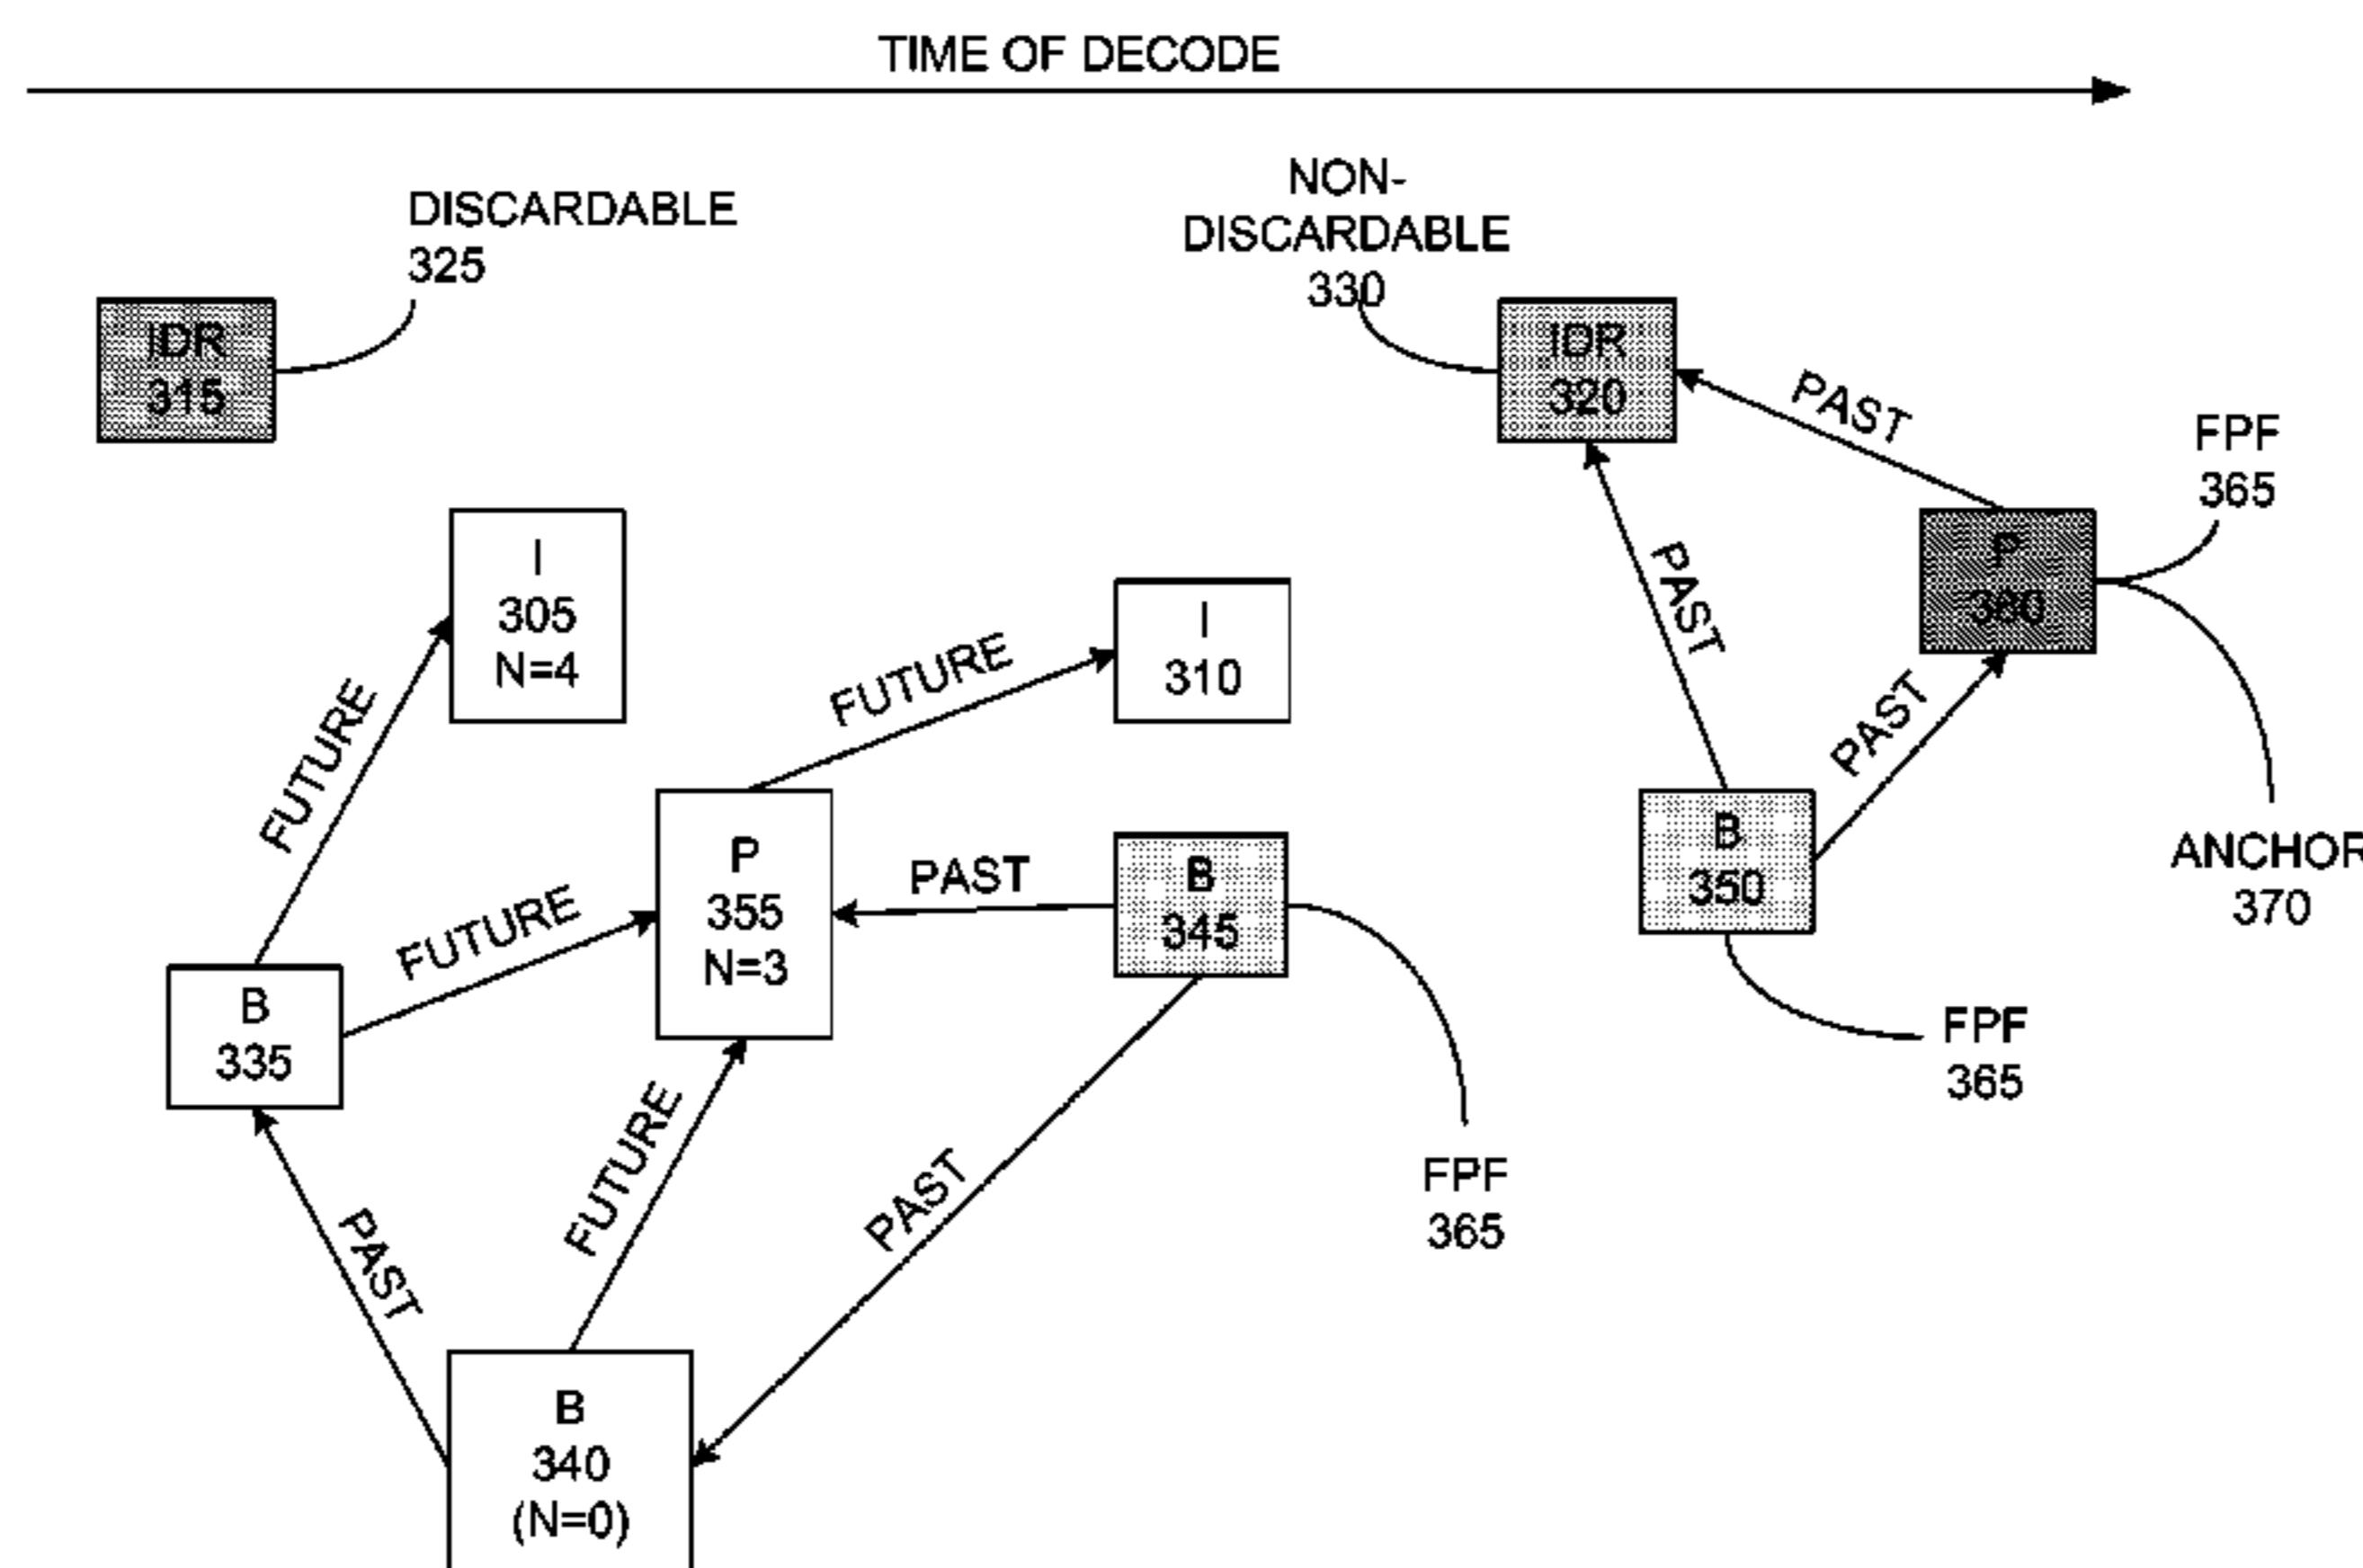 TIME OF DECODE
DISCARDABLE
325
NON-
DISCARDABLE
330
IDR
315
IDR
320
PAST
FPF
365
I
305
N=4
P
360
PAST
I
310
FUTURE
FUTURE
PAST
B
350
ANCHOR
370
P
355
N=3
PAST
B
345
FUTURE
B
335
FPF
365
FUTURE
PAST
FPF
365
PAST
B
340
(N=0)